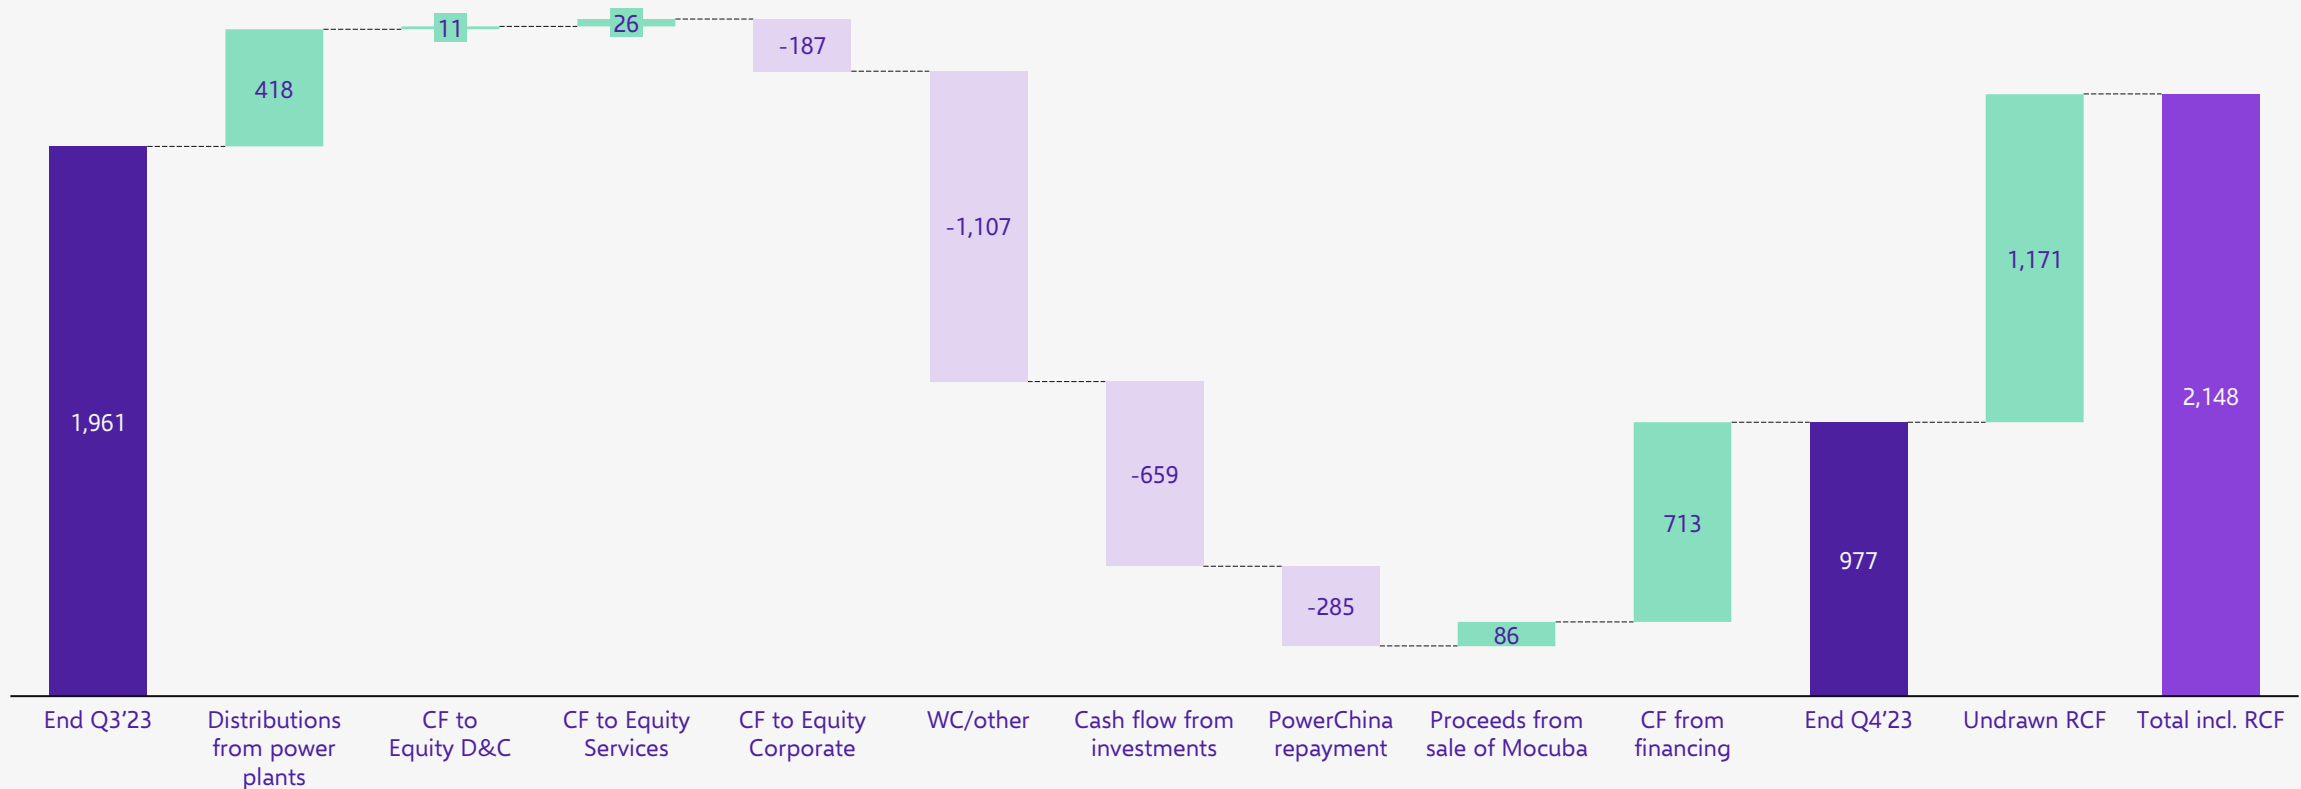 11
26
-187
418
-1,107
1,171
2,148
1,961
-659
713
977
-285
86
End Q3’23
Distributions
from power
plants
CF to
Equity D&C
CF to Equity
Services
CF to Equity
Corporate
WC/other
Cash flow from
investments
PowerChina
repayment
Proceeds from
sale of Mocuba
CF from
financing
End Q4’23
Undrawn RCF
Total incl. RCF